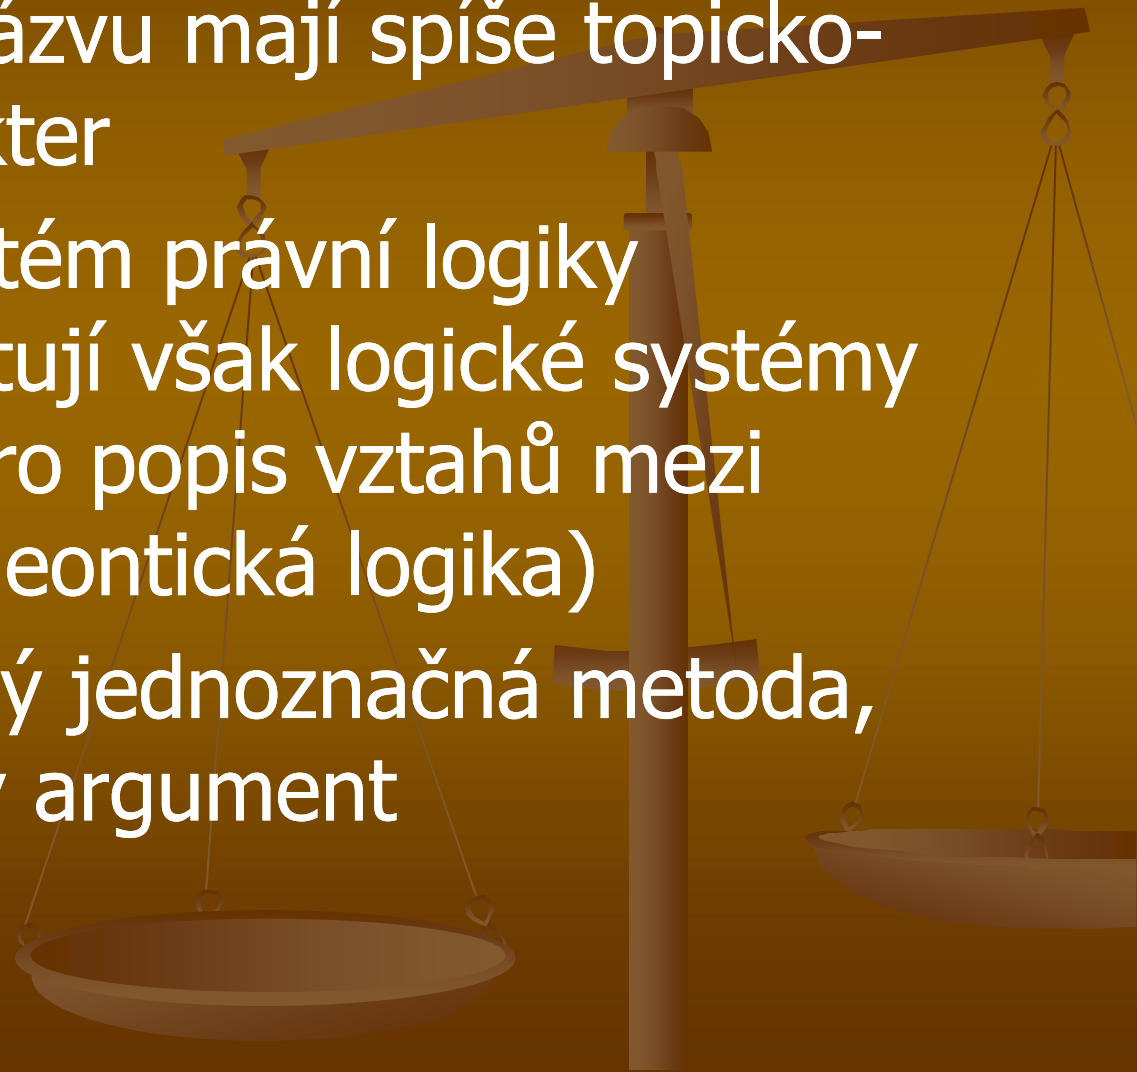 ázvu mají spíše topicko-
kter
tém právní logiky
tují však logické systémy
ro popis vztahů mezi
eontická logika)
ý jednoznačná metoda,
argument